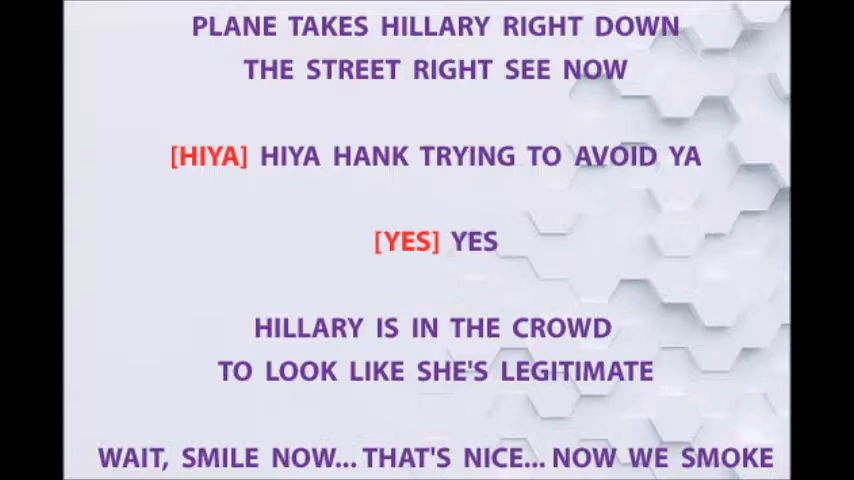 PLANE TAKES HILLARY RIGHT DOWN
THE STREET RIGHT SEE NOW
[HIYA] HIYA HANK TRYING TO AVOID YA
[YES] YES
HILLARY IS IN THE CROWD
TO LOOK LIKE SHE'S LEGITIMATE
WAIT, SMILE NOW... THAT'S NICE... NOW WE SMOKE